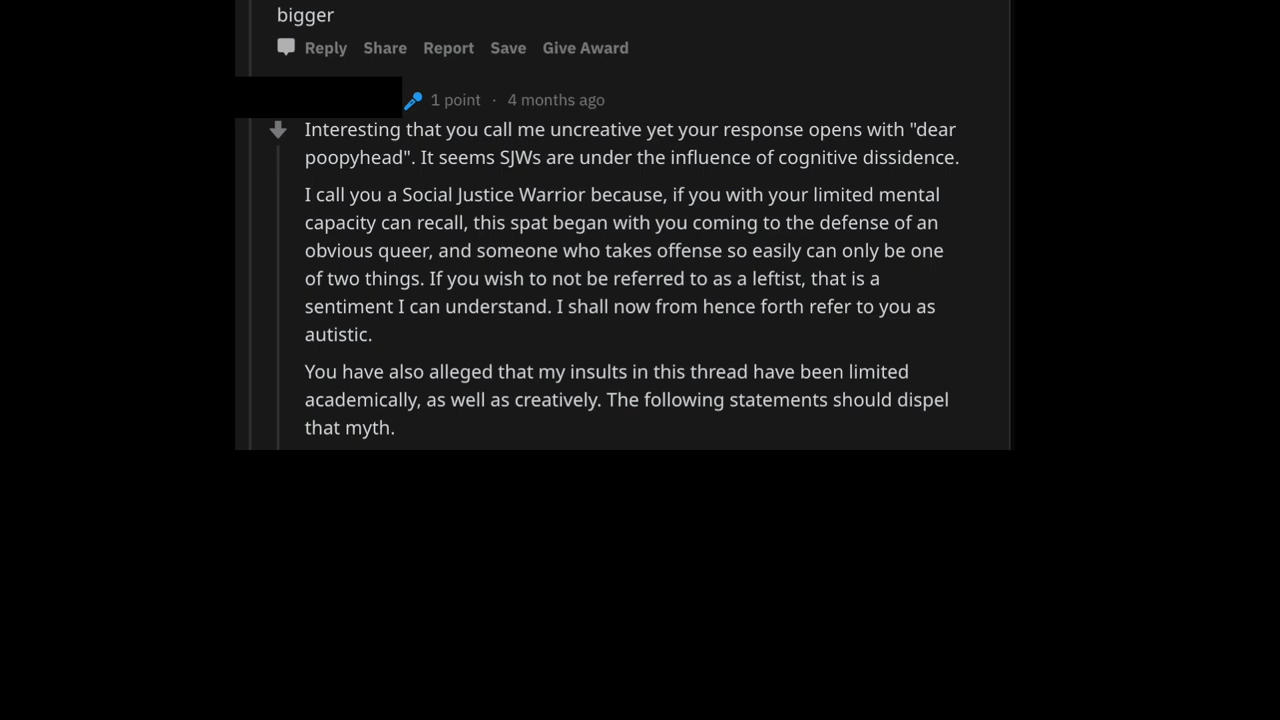 bigger
Reply Share Report Save Give Award
1 point · 4 months ago
Interesting that you call me uncreative yet your response opens with "dear
poopyhead". It seems SJWs are under the influence of cognitive dissidence.
I call you a Social Justice Warrior because, if you with your limited mental
capacity can recall, this spat began with you coming to the defense of an
obvious queer, and someone who takes offense so easily can only be one
of two things. If you wish to not be referred to as a leftist, that is a
sentiment I can understand. I shall now from hence forth refer to you as
autistic.
You have also alleged that my insults in this thread have been limited
academically, as well as creatively. The following statements should dispel
that myth.